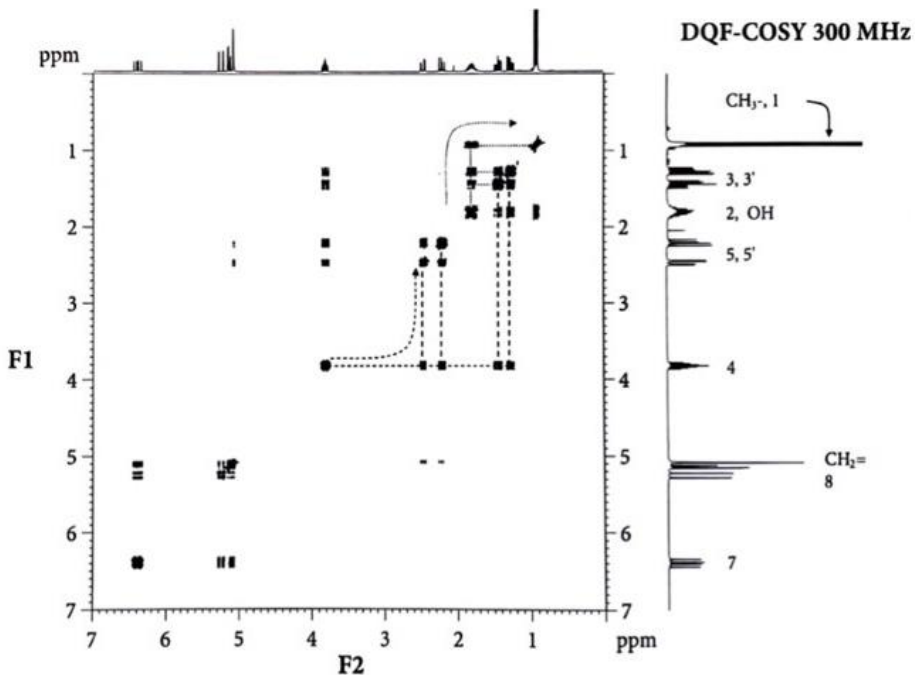 DQF-COSY 300 MHz
ppm
CH₃-, 1
1 1
3, 3'
2 2
2, OH
5, 5'
3 3
F1
4 4
4
5 5
CH₂=
8
6 6
7
7 7
7 6 5 4 3 2 1 ppm
F2